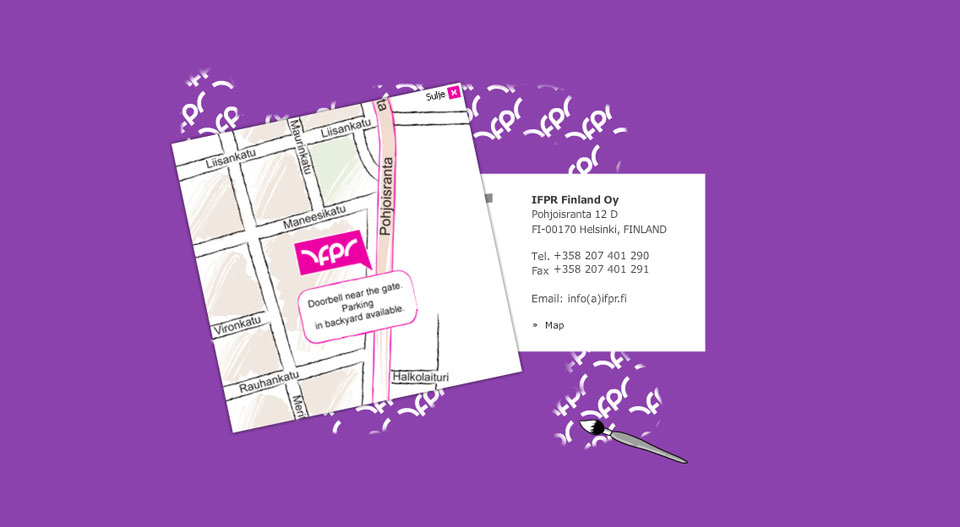 Sulje
ta
Liisankatu
Liisankatu
Maurinkatu
Pohjoisranta
Maneesikatu
ifpr
Doorbell near the gate.
Parking
in backyard available.
Vironkatu
Rauhankatu
Halkolaituri
IFPR Finland Oy
Pohjoisranta 12 D
FI-00170 Helsinki, FINLAND
Tel. +358 207 401 290
Fax +358 207 401 291
Email: info(a)ifpr.fi
» Map